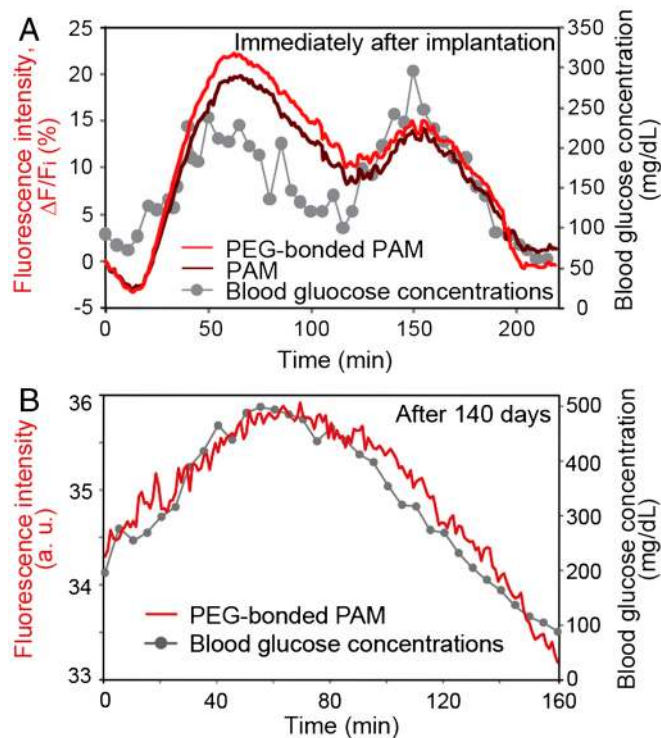 A
Immediately after implantation
Fluorescence intensity,
ΔF/Fi (%)
25
20
15
10
5
0
-5
Blood glucose concentration
(mg/dL)
350
300
250
200
150
100
50
0
PEG-bonded PAM
PAM
Blood gluocose concentrations
0
50
100
150
200
Time (min)
B
After 140 days
Fluorescence intensity
(a. u.)
36
35
34
33
Blood glucose concentration
(mg/dL)
500
400
300
200
100
0
PEG-bonded PAM
Blood glucose concentrations
0
40
80
120
160
Time (min)